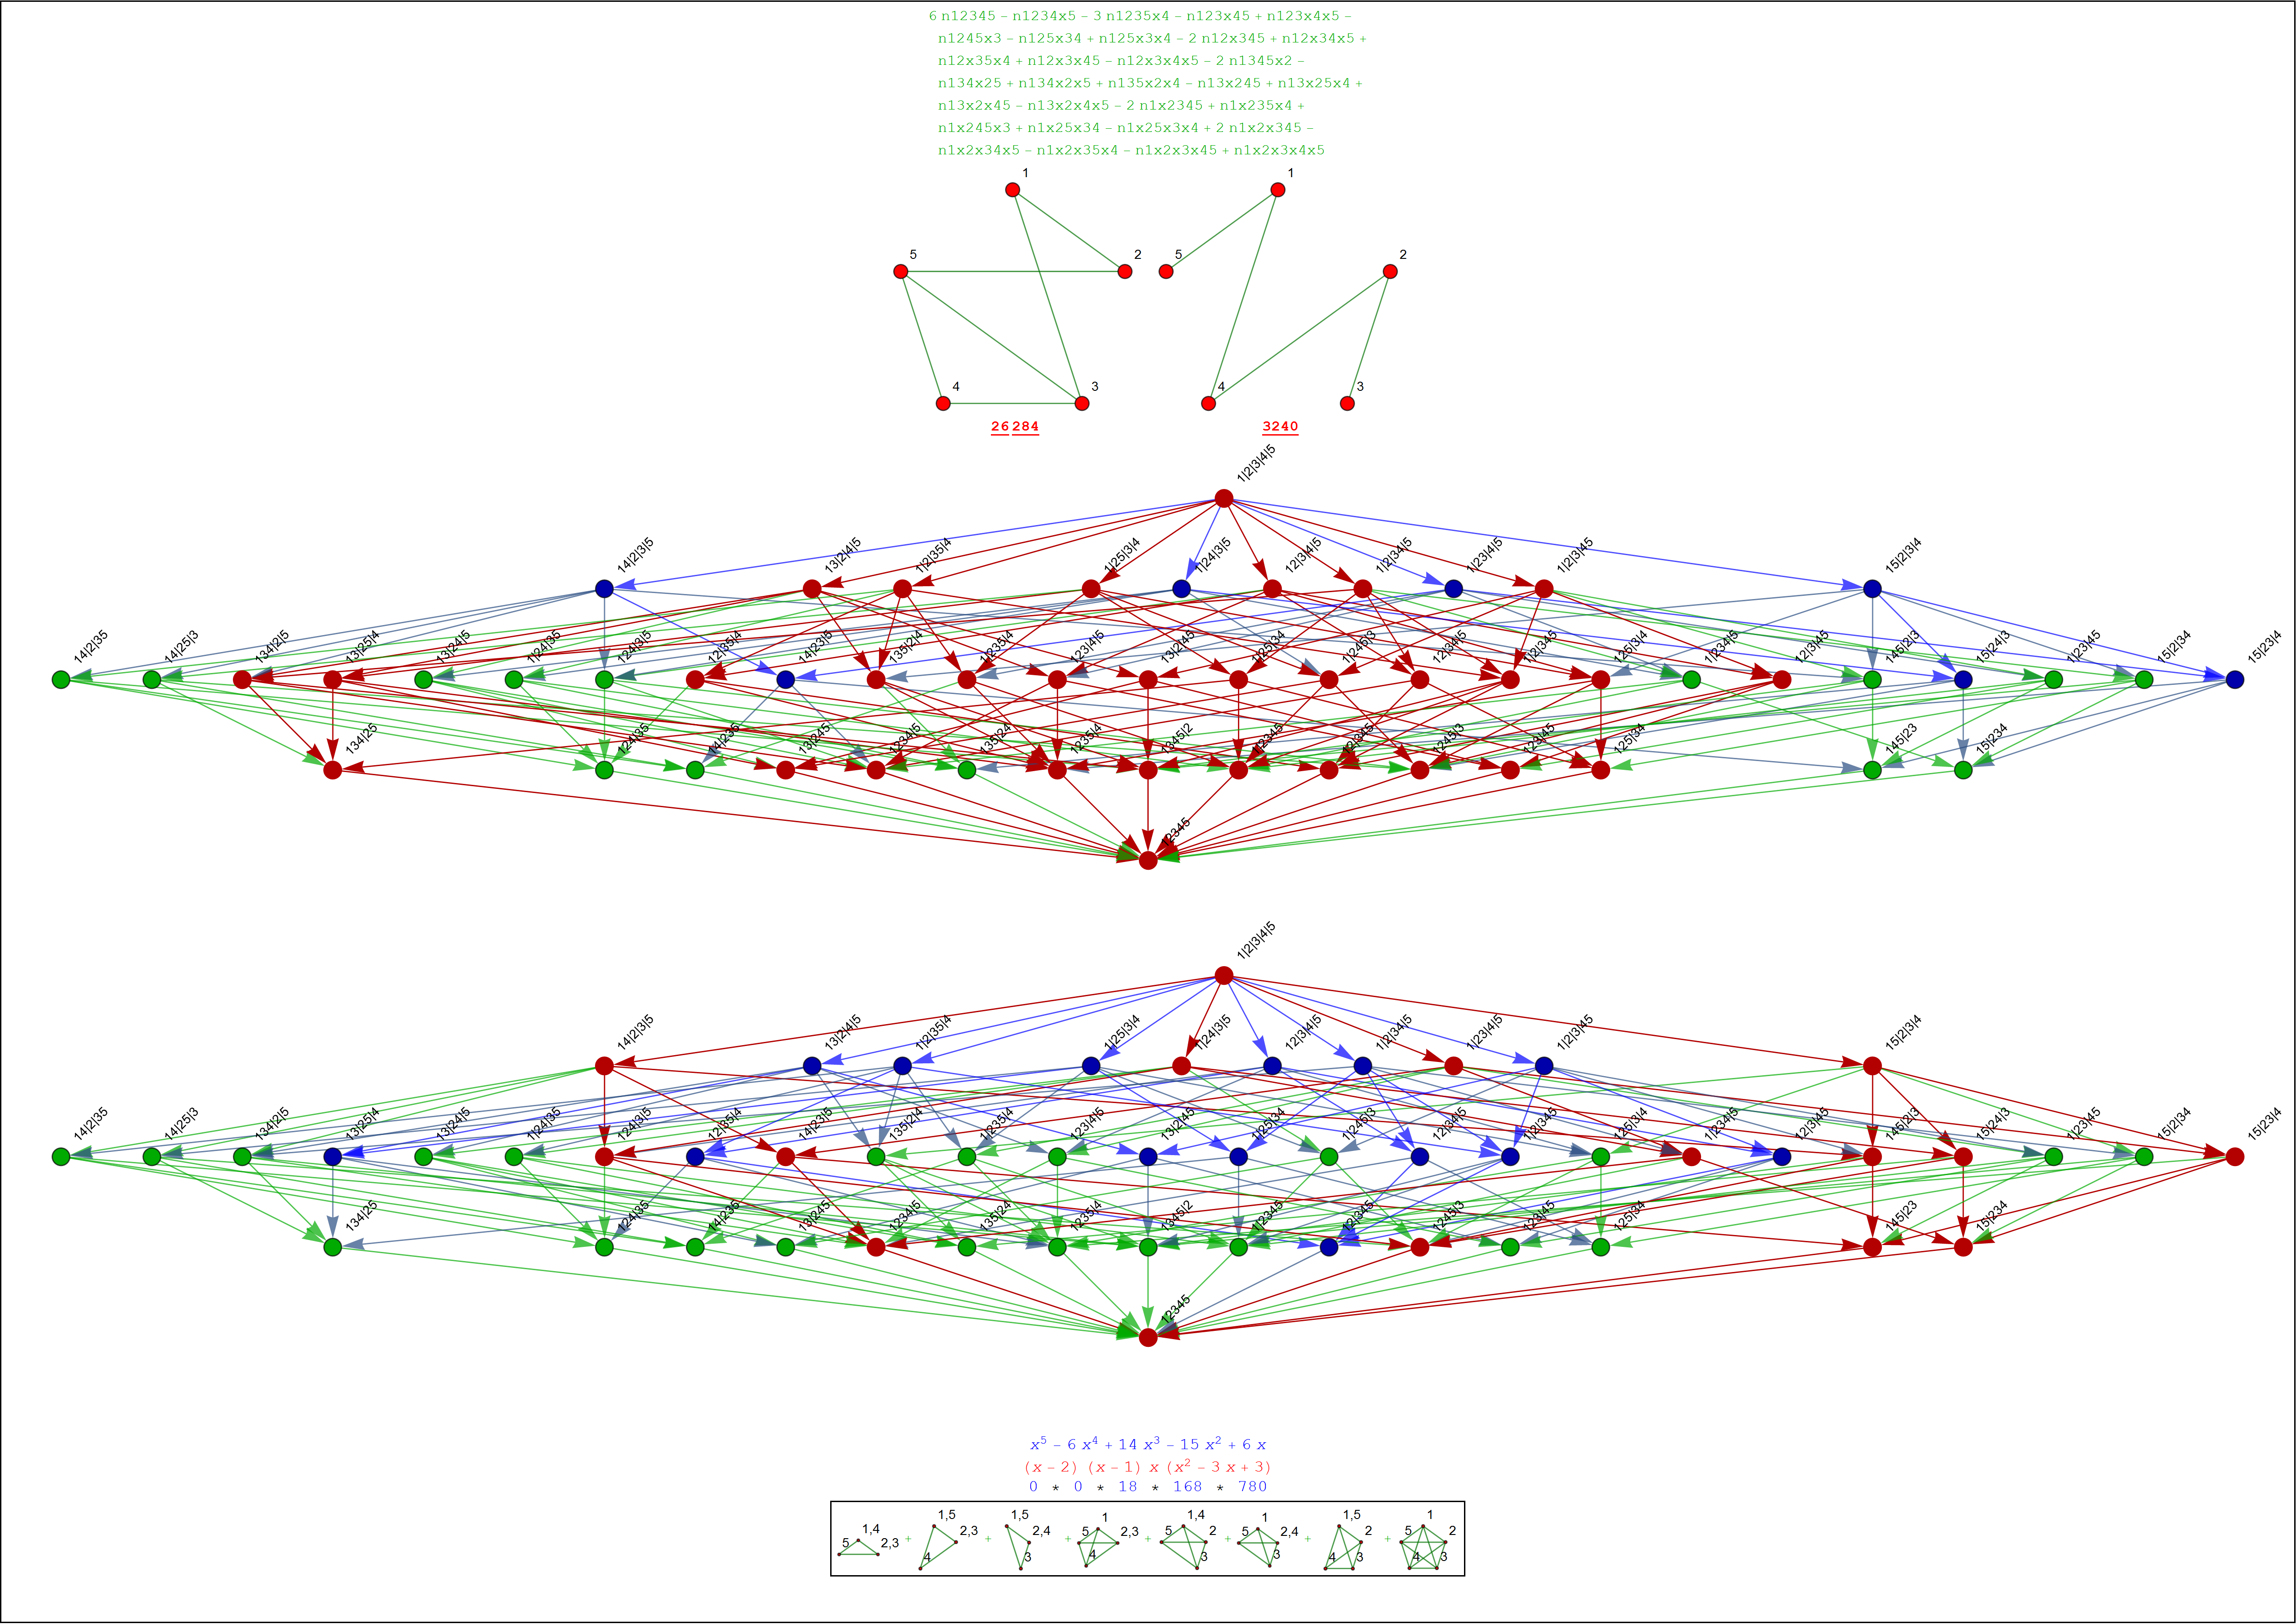 6 n12345 – n1234x5 – 3 n1235x4 – n123x45 + n123x4x5 –
n1245x3 – n125x34 + n125x3x4 – 2 n12x345 + n12x34x5 +
n12x35x4 + n12x3x45 – n12x3x4x5 – 2 n1345x2 –
n134x25 + n134x2x5 + n135x2x4 – n13x245 + n13x25x4 +
n13x2x45 – n13x2x4x5 – 2 n1x2345 + n1x235x4 +
n1x245x3 + n1x25x34 – n1x25x3x4 + 2 n1x2x345 –
n1x2x34x5 – n1x2x35x4 – n1x2x3x45 + n1x2x3x4x5
1 1
5 2 5 2
4 3 4 3
26 284 3240
1|2|3|4|5
14|2|3|5 13|2|4|5 1|2|35|4 1|25|3|4 1|24|3|5 12|3|4|5 1|2|34|5 1|23|4|5 1|2|3|45 15|2|3|4
14|2|35 14|25|3 134|2|5 13|25|4 13|24|5 1|24|35 124|3|5 12|35|4 14|23|5 135|2|4 1|235|4 123|4|5 13|2|45 1|25|34 1|245|3 12|34|5 1|2|345 125|3|4 1|234|5 12|3|45 145|2|3 15|24|3 1|23|45 15|2|34 15|23|4
134|25 124|35 14|235 13|245 1234|5 135|24 1235|4 1345|2 1|2345 12|345 1245|3 123|45 125|34 145|23 15|234
12345
1|2|3|4|5
14|2|3|5 13|2|4|5 1|2|35|4 1|25|3|4 1|24|3|5 12|3|4|5 1|2|34|5 1|23|4|5 1|2|3|45 15|2|3|4
14|2|35 14|25|3 134|2|5 13|25|4 13|24|5 1|24|35 124|3|5 12|35|4 14|23|5 135|2|4 1|235|4 123|4|5 13|2|45 1|25|34 1|245|3 12|34|5 1|2|345 125|3|4 1|234|5 12|3|45 145|2|3 15|24|3 1|23|45 15|2|34 15|23|4
134|25 124|35 14|235 13|245 1234|5 135|24 1235|4 1345|2 1|2345 12|345 1245|3 123|45 125|34 145|23 15|234
12345
x⁵ – 6 x⁴ + 14 x³ – 15 x² + 6 x
(x – 2) (x – 1) x (x² – 3 x + 3)
0 * 0 * 18 * 168 * 780
5 1,4 2,3 + 1,5 2,3 4 + 1,5 2,4 3 + 1 5 2,3 4 + 1,4 5 2 3 + 1 5 2,4 3 + 1,5 2 4 3 + 1 5 2 4 3